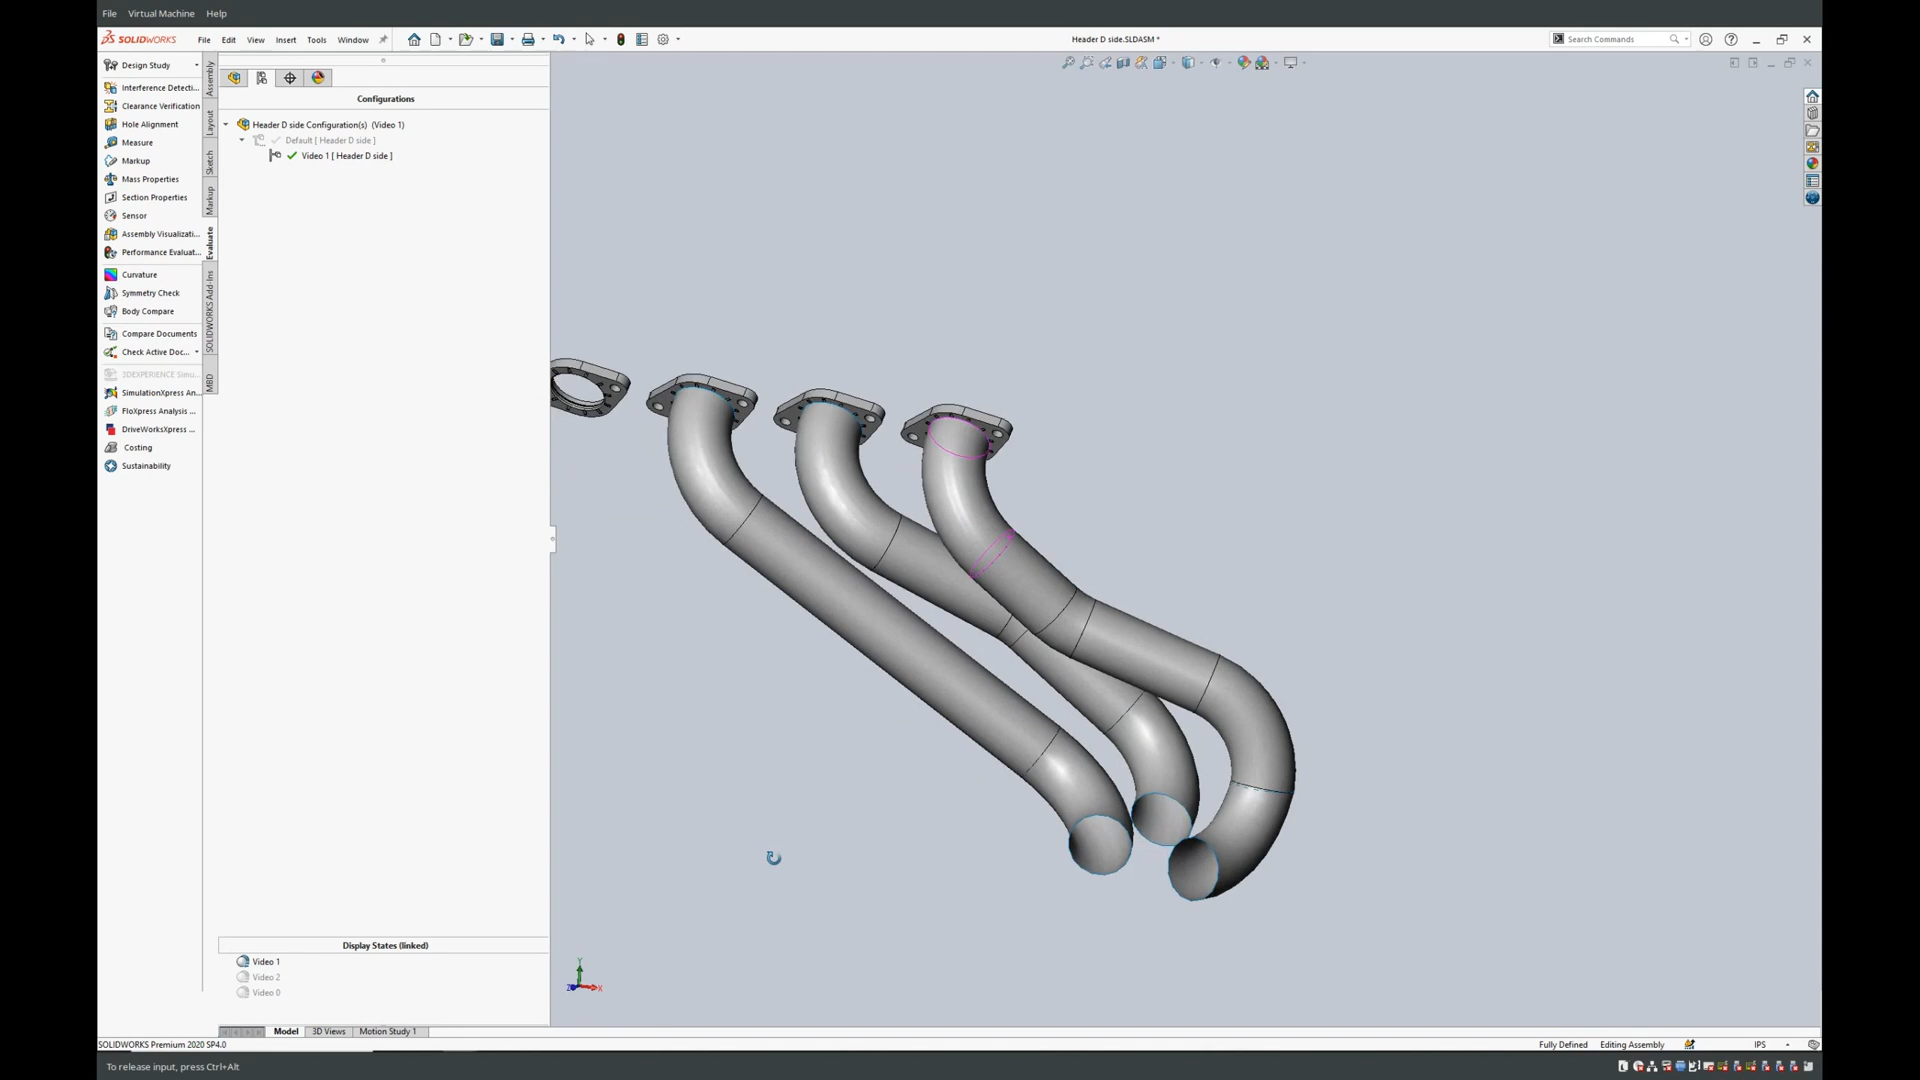 File Virtual Machine Help
SOLIDWORKS File Edit View Insert Tools Window
Header D side.SLDASM *
Search Commands
Design Study
Interference Detecti...
Clearance Verification
Hole Alignment
Measure
Markup
Mass Properties
Section Properties
Sensor
Assembly Visualizati...
Performance Evaluat...
Curvature
Symmetry Check
Body Compare
Compare Documents
Check Active Doc...
3DEXPERIENCE Simu...
SimulationXpress An...
FloXpress Analysis ...
DriveWorksXpress ...
Costing
Sustainability
Assembly
Layout
Sketch
Markup
Evaluate
SOLIDWORKS Add-Ins
MBD
Configurations
Header D side Configuration(s) (Video 1)
Default [ Header D side ]
Video 1 [ Header D side ]
Display States (linked)
Video 1
Video 2
Video 0
Y
Z
X
Model 3D Views Motion Study 1
SOLIDWORKS Premium 2020 SP4.0
Fully Defined Editing Assembly IPS
To release input, press Ctrl+Alt